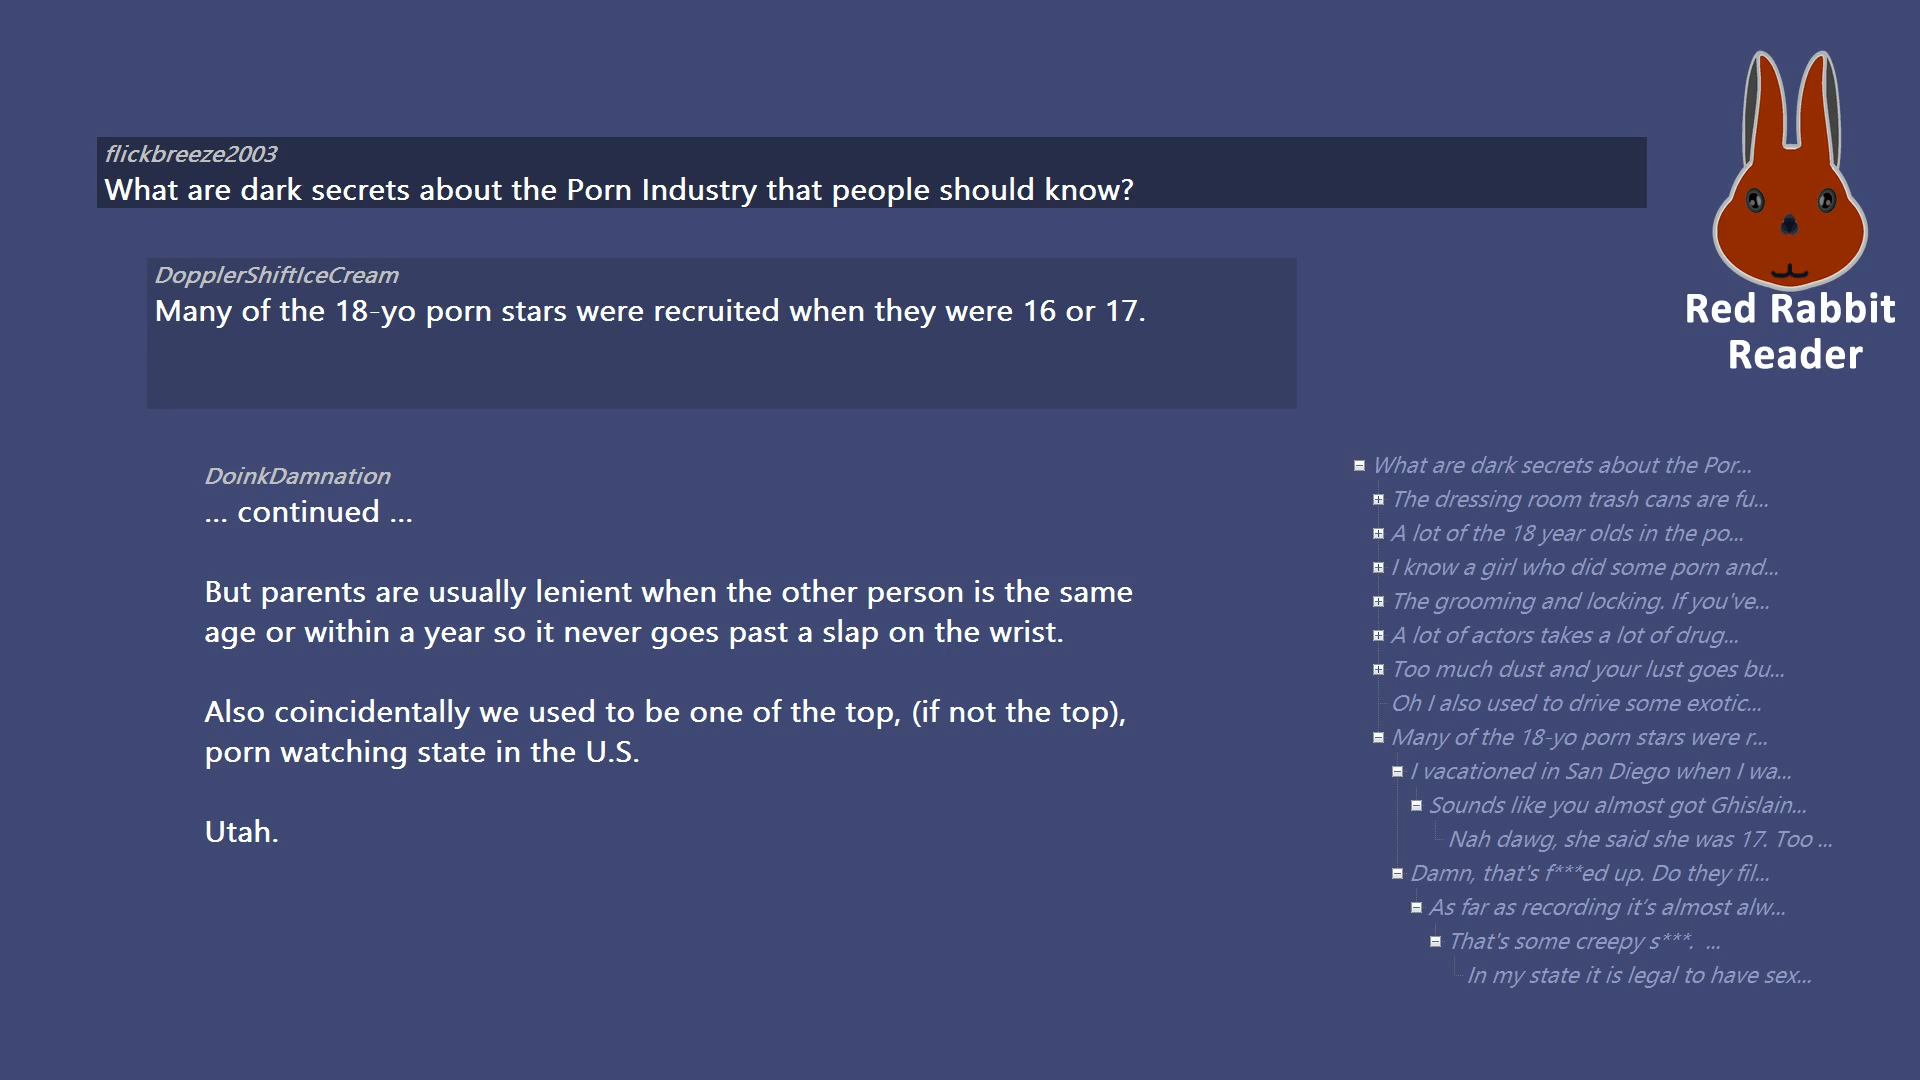 flickbreeze2003
What are dark secrets about the Porn Industry that people should know?
DopplerShiftIceCream
Many of the 18-yo porn stars were recruited when they were 16 or 17.
DoinkDamnation
... continued ...
But parents are usually lenient when the other person is the same
age or within a year so it never goes past a slap on the wrist.
Also coincidentally we used to be one of the top, (if not the top),
porn watching state in the U.S.
Utah.
Red Rabbit
Reader
What are dark secrets about the Por...
The dressing room trash cans are fu...
A lot of the 18 year olds in the po...
I know a girl who did some porn and...
The grooming and locking. If you've...
A lot of actors takes a lot of drug...
Too much dust and your lust goes bu...
Oh I also used to drive some exotic...
Many of the 18-yo porn stars were r...
I vacationed in San Diego when I wa...
Sounds like you almost got Ghislain...
Nah dawg, she said she was 17. Too ...
Damn, that's f***ed up. Do they fil...
As far as recording it’s almost alw...
That's some creepy s***. ...
In my state it is legal to have sex...